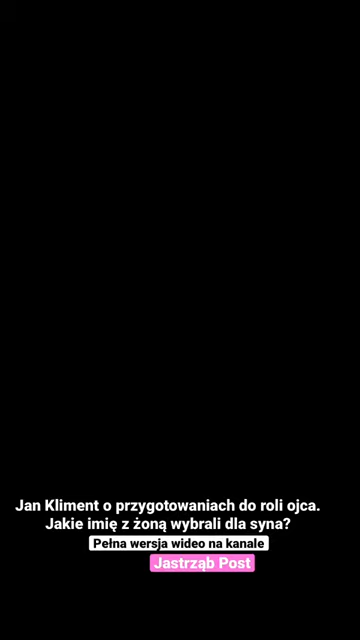 Jan Kliment o przygotowaniach do roli ojca.
Jakie imię z żoną wybrali dla syna?
Pełna wersja wideo na kanale
Jastrząb Post